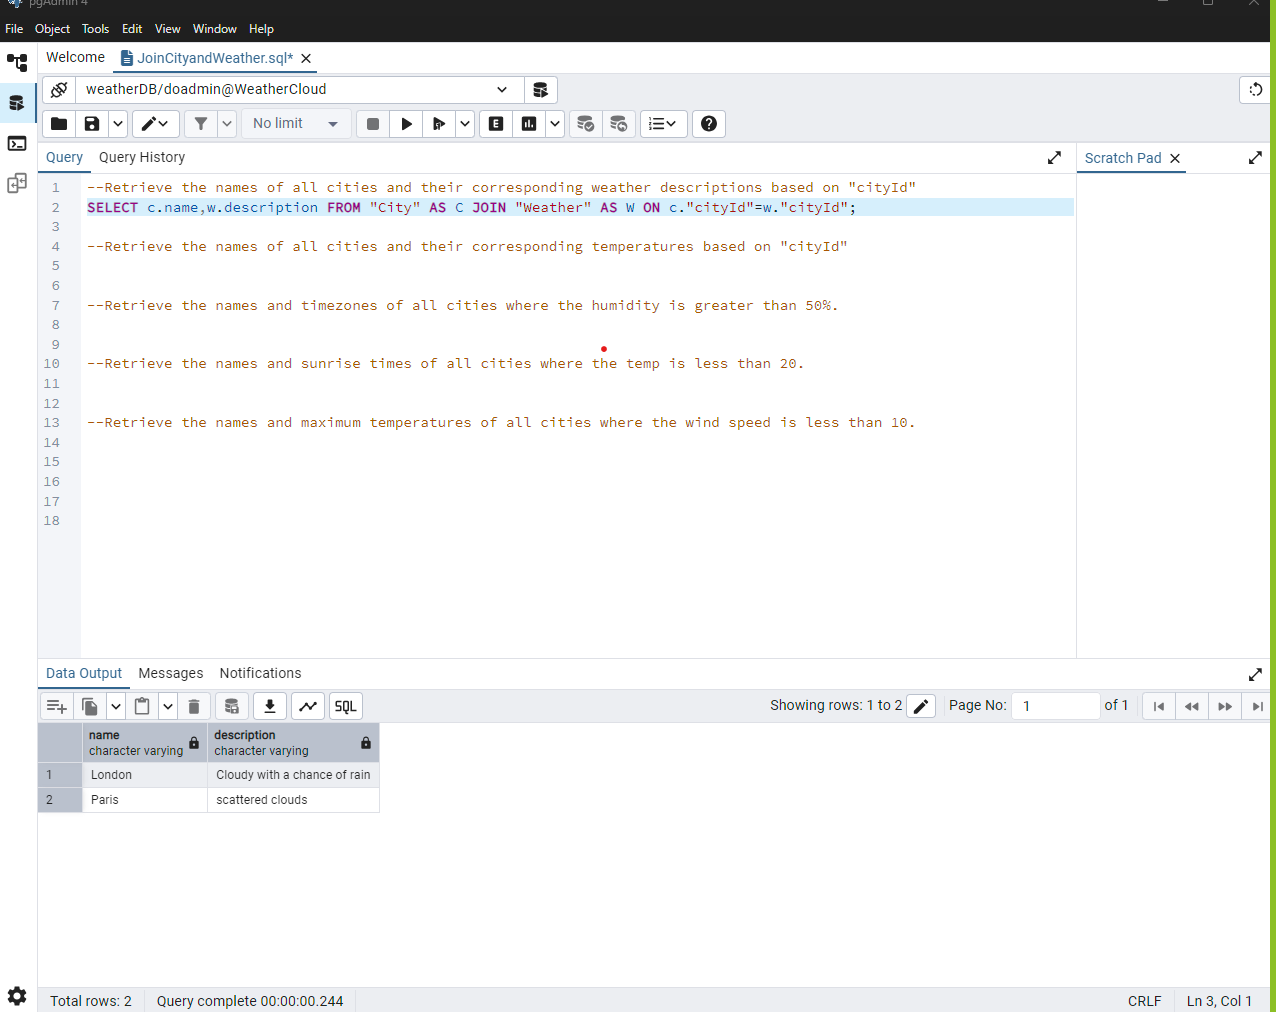 pgAdmin 4
File Object Tools Edit View Window Help
Welcome JoinCityandWeather.sql*
weatherDB/doadmin@WeatherCloud
No limit
Query Query History
Scratch Pad
1 --Retrieve the names of all cities and their corresponding weather descriptions based on "cityId"
2 SELECT c.name,w.description FROM "City" AS C JOIN "Weather" AS W ON c."cityId"=w."cityId";
3
4 --Retrieve the names of all cities and their corresponding temperatures based on "cityId"
5
6
7 --Retrieve the names and timezones of all cities where the humidity is greater than 50%.
8
9
10 --Retrieve the names and sunrise times of all cities where the temp is less than 20.
11
12
13 --Retrieve the names and maximum temperatures of all cities where the wind speed is less than 10.
14
15
16
17
18
Data Output Messages Notifications
SQL Showing rows: 1 to 2 Page No: 1 of 1
name description
character varying character varying
1 London Cloudy with a chance of rain
2 Paris scattered clouds
Total rows: 2 Query complete 00:00:00.244 CRLF Ln 3, Col 1